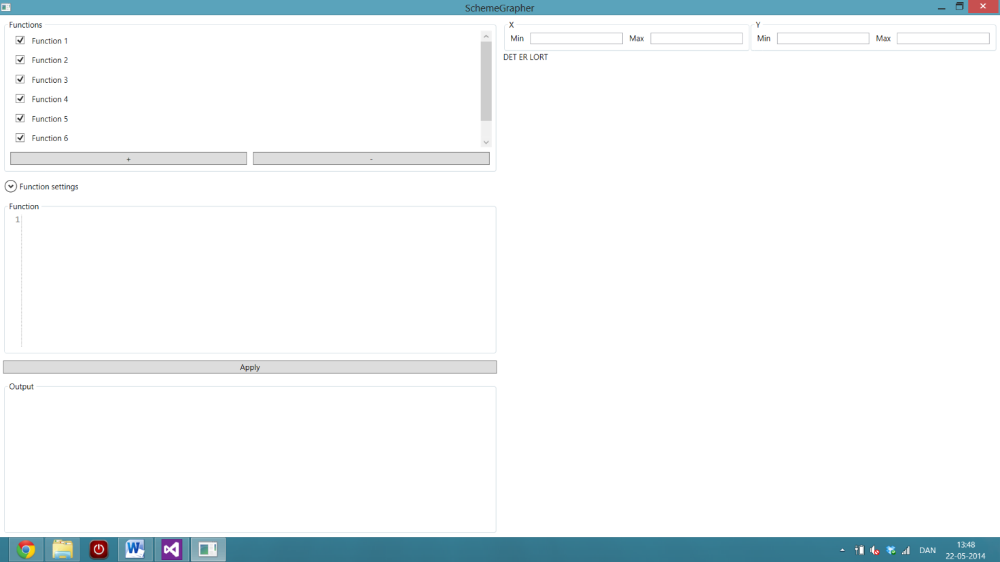 SchemeGrapher
Functions
Function 1
Function 2
Function 3
Function 4
Function 5
Function 6
+
-
Function settings
Function
1
Apply
Output
X
Min
Max
Y
Min
Max
DET ER LORT
DAN
13:48
22-05-2014